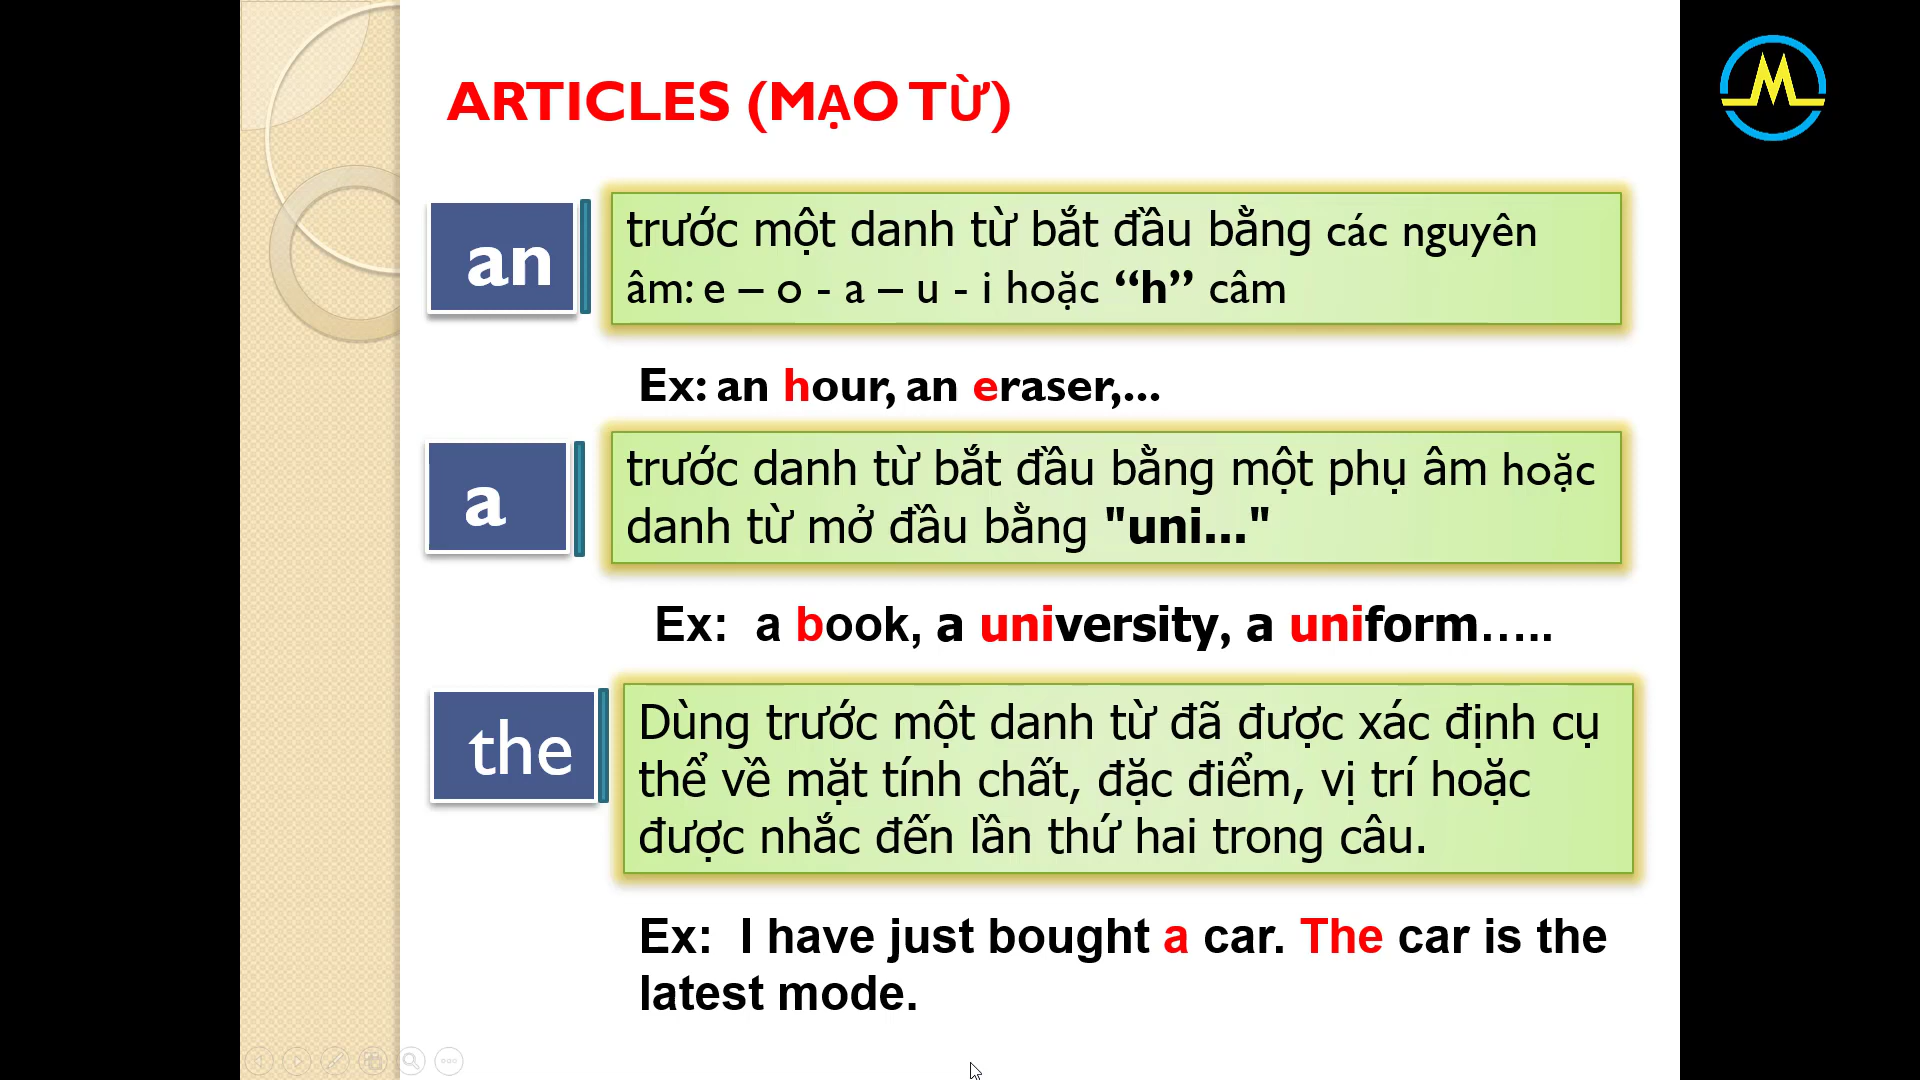 ARTICLES (MẠO TỪ)
an
trước một danh từ bắt đầu bằng các nguyên
âm: e – o - a – u - i hoặc “h” câm
Ex: an hour, an eraser,...
a
trước danh từ bắt đầu bằng một phụ âm hoặc
danh từ mở đầu bằng "uni..."
Ex: a book, a university, a uniform.....
the
Dùng trước một danh từ đã được xác định cụ
thể về mặt tính chất, đặc điểm, vị trí hoặc
được nhắc đến lần thứ hai trong câu.
Ex: I have just bought a car. The car is the
latest mode.